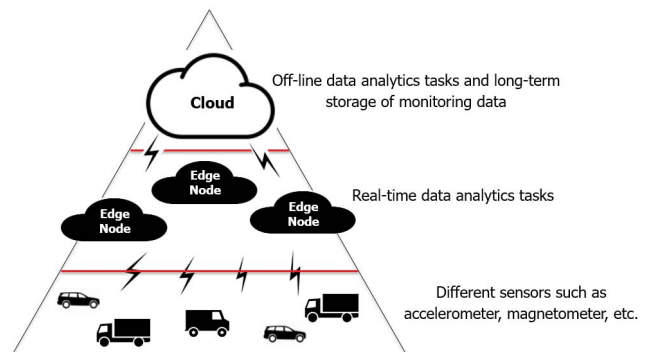 Cloud
Off-line data analytics tasks and long-term
storage of monitoring data
Edge
Node
Edge
Node
Edge
Node
Real-time data analytics tasks
Different sensors such as
accelerometer, magnetometer, etc.